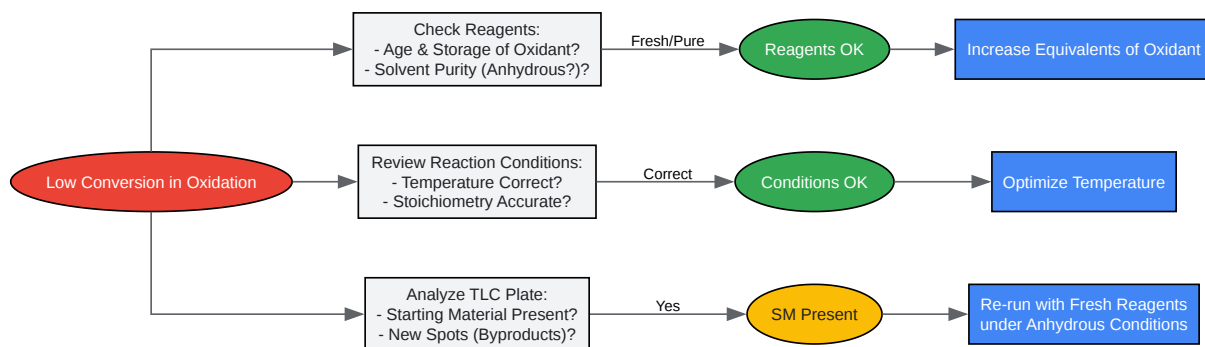 Check Reagents:
- Age & Storage of Oxidant?
- Solvent Purity (Anhydrous?)?
Fresh/Pure
Reagents OK
Increase Equivalents of Oxidant
Low Conversion in Oxidation
Review Reaction Conditions:
- Temperature Correct?
- Stoichiometry Accurate?
Correct
Conditions OK
Optimize Temperature
Analyze TLC Plate:
- Starting Material Present?
- New Spots (Byproducts)?
Yes
SM Present
Re-run with Fresh Reagents
under Anhydrous Conditions